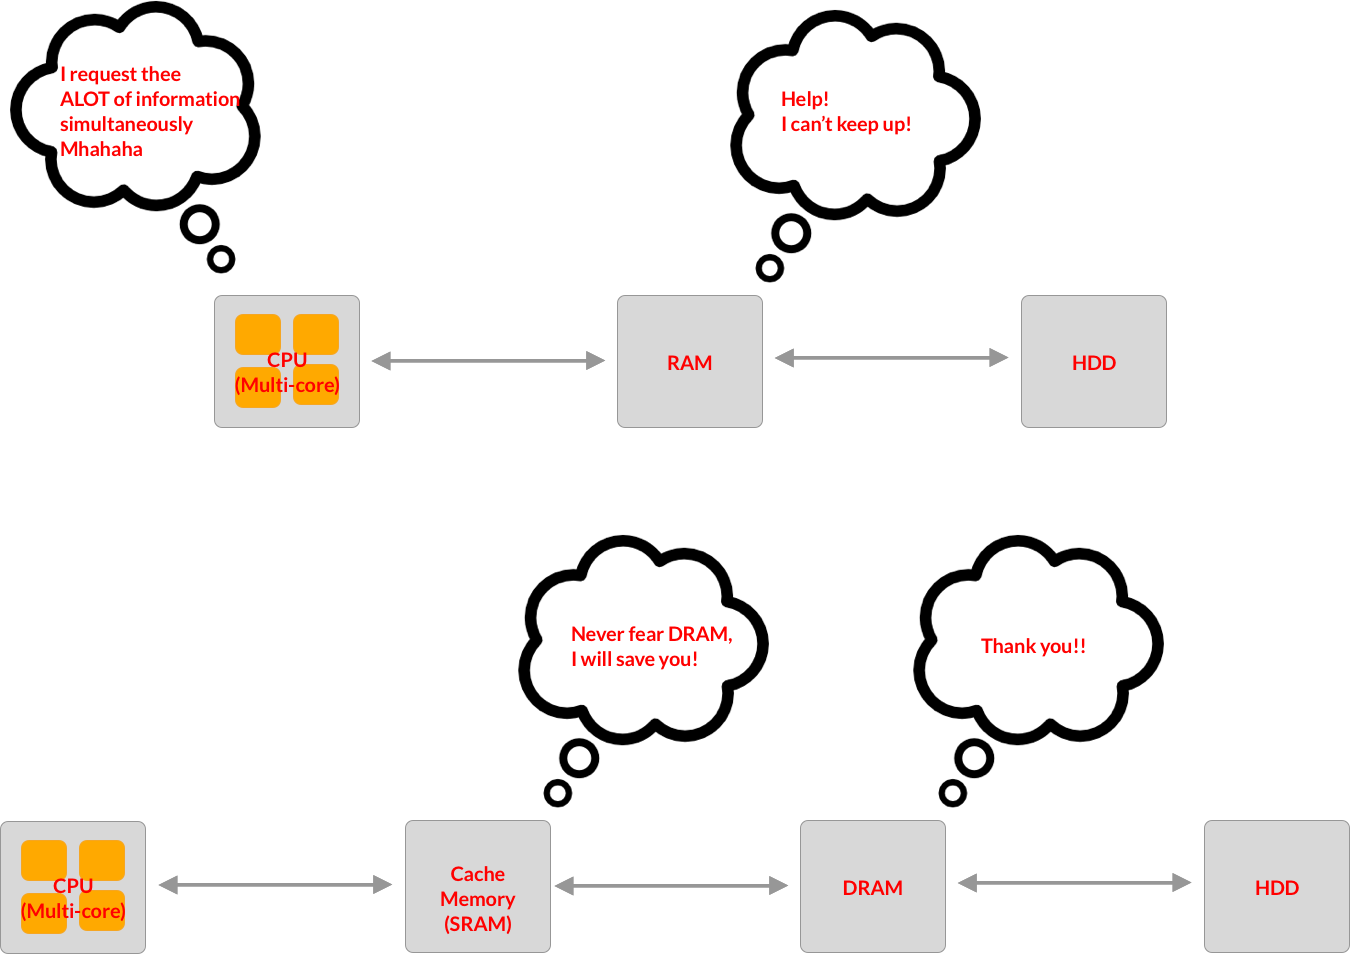 I request thee
ALOT of information
simultaneously
Mhahaha
Help!
I can’t keep up!
CPU
(Multi-core)
RAM
HDD
Never fear DRAM,
I will save you!
Thank you!!
CPU
(Multi-core)
Cache
Memory
(SRAM)
DRAM
HDD